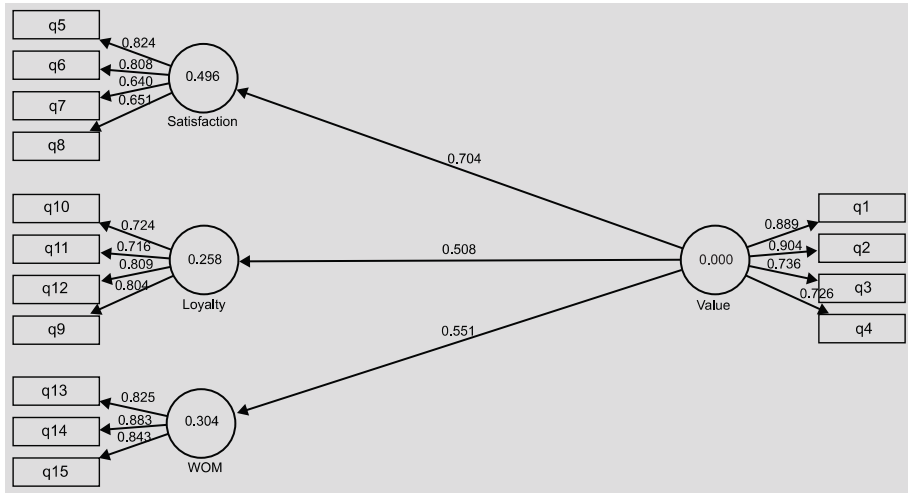 q5
0.824
q6
0.808
0.496
0.640
q7
0.651
Satisfaction
q8
0.704
q10
0.724
q11
0.716
0.258
0.809
q12
0.804
Loyalty
q9
0.508
0.551
q13
0.825
q14
0.883
0.304
0.843
q15
WOM
0.000
Value
q1
0.889
q2
0.904
0.736
q3
0.726
q4